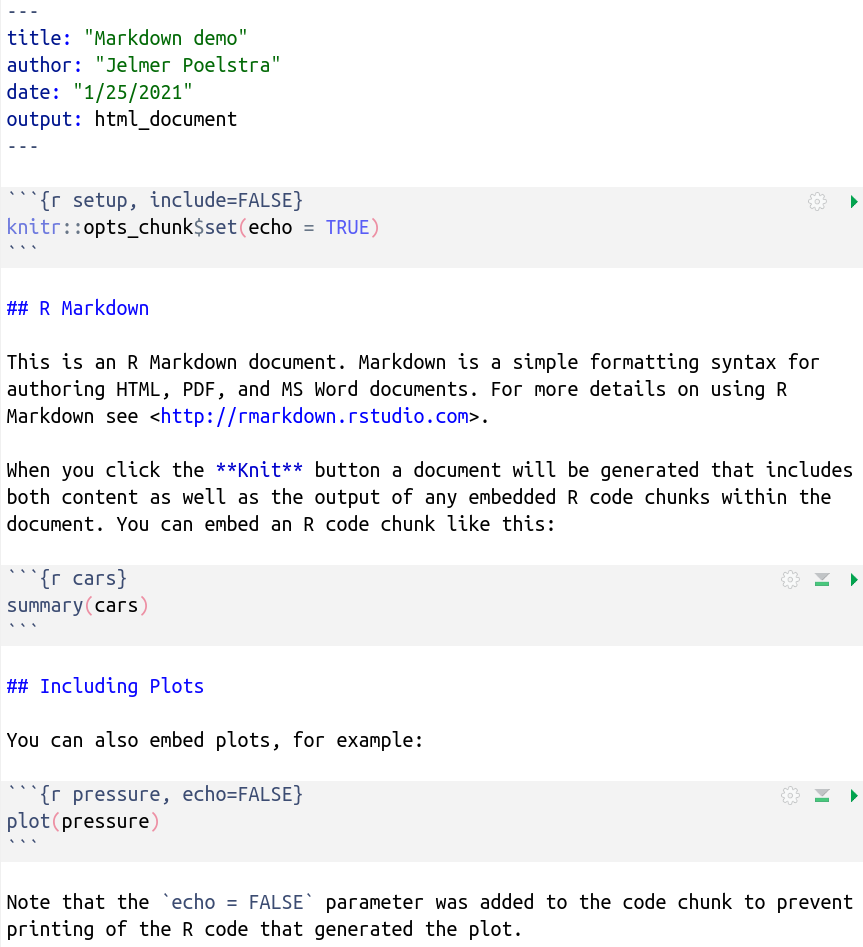 ---
title: "Markdown demo"
author: "Jelmer Poelstra"
date: "1/25/2021"
output: html_document
---
```{r setup, include=FALSE}
knitr::opts_chunk$set(echo = TRUE)
```
## R Markdown
This is an R Markdown document. Markdown is a simple formatting syntax for
authoring HTML, PDF, and MS Word documents. For more details on using R
Markdown see <http://rmarkdown.rstudio.com>.
When you click the **Knit** button a document will be generated that includes
both content as well as the output of any embedded R code chunks within the
document. You can embed an R code chunk like this:
```{r cars}
summary(cars)
```
## Including Plots
You can also embed plots, for example:
```{r pressure, echo=FALSE}
plot(pressure)
```
Note that the `echo = FALSE` parameter was added to the code chunk to prevent
printing of the R code that generated the plot.